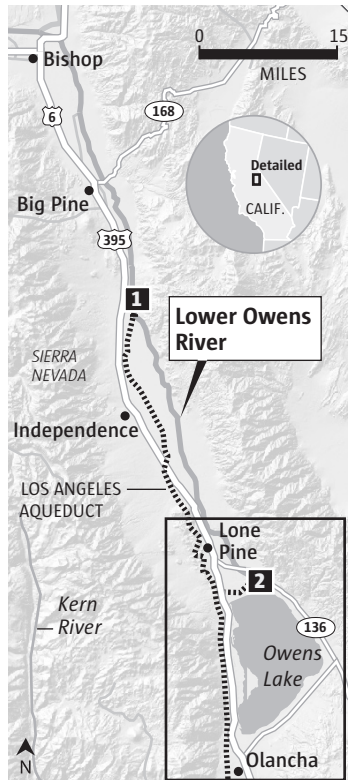 0 15
MILES
Bishop
6
168
Detailed
CALIF.
Big Pine
395
1
Lower Owens
River
SIERRA
NEVADA
Independence
LOS ANGELES
AQUEDUCT
Lone
Pine
2
Kern
River
136
Owens
Lake
N
Olancha